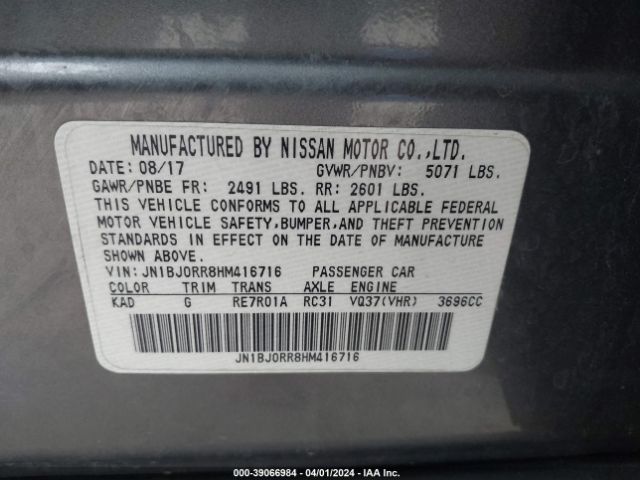 MANUFACTURED BY NISSAN MOTOR CO.,LTD.
DATE: 08/17 GVWR/PNBV: 5071 LBS.
GAWR/PNBE FR: 2491 LBS. RR: 2601 LBS.
THIS VEHICLE CONFORMS TO ALL APPLICABLE FEDERAL
MOTOR VEHICLE SAFETY,BUMPER,AND THEFT PREVENTION
STANDARDS IN EFFECT ON THE DATE OF MANUFACTURE
SHOWN ABOVE.
VIN: JN1BJ0RR8HM416716 PASSENGER CAR
COLOR TRIM TRANS AXLE ENGINE
KAD G RE7R01A RC31 VQ37(VHR) 3696CC
JN1BJ0RR8HM416716
000-39066984 - 04/01/2024 - IAA Inc.